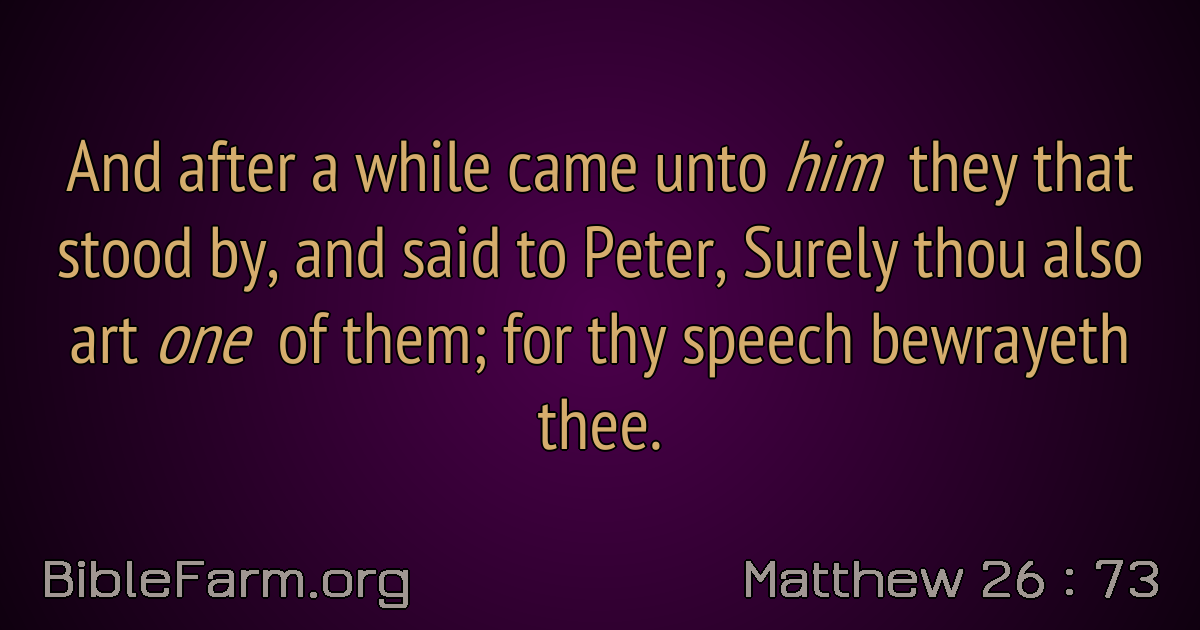 And after a while came unto him they that
stood by, and said to Peter, Surely thou also
art one of them; for thy speech bewrayeth
thee.
BibleFarm.org
Matthew 26 : 73